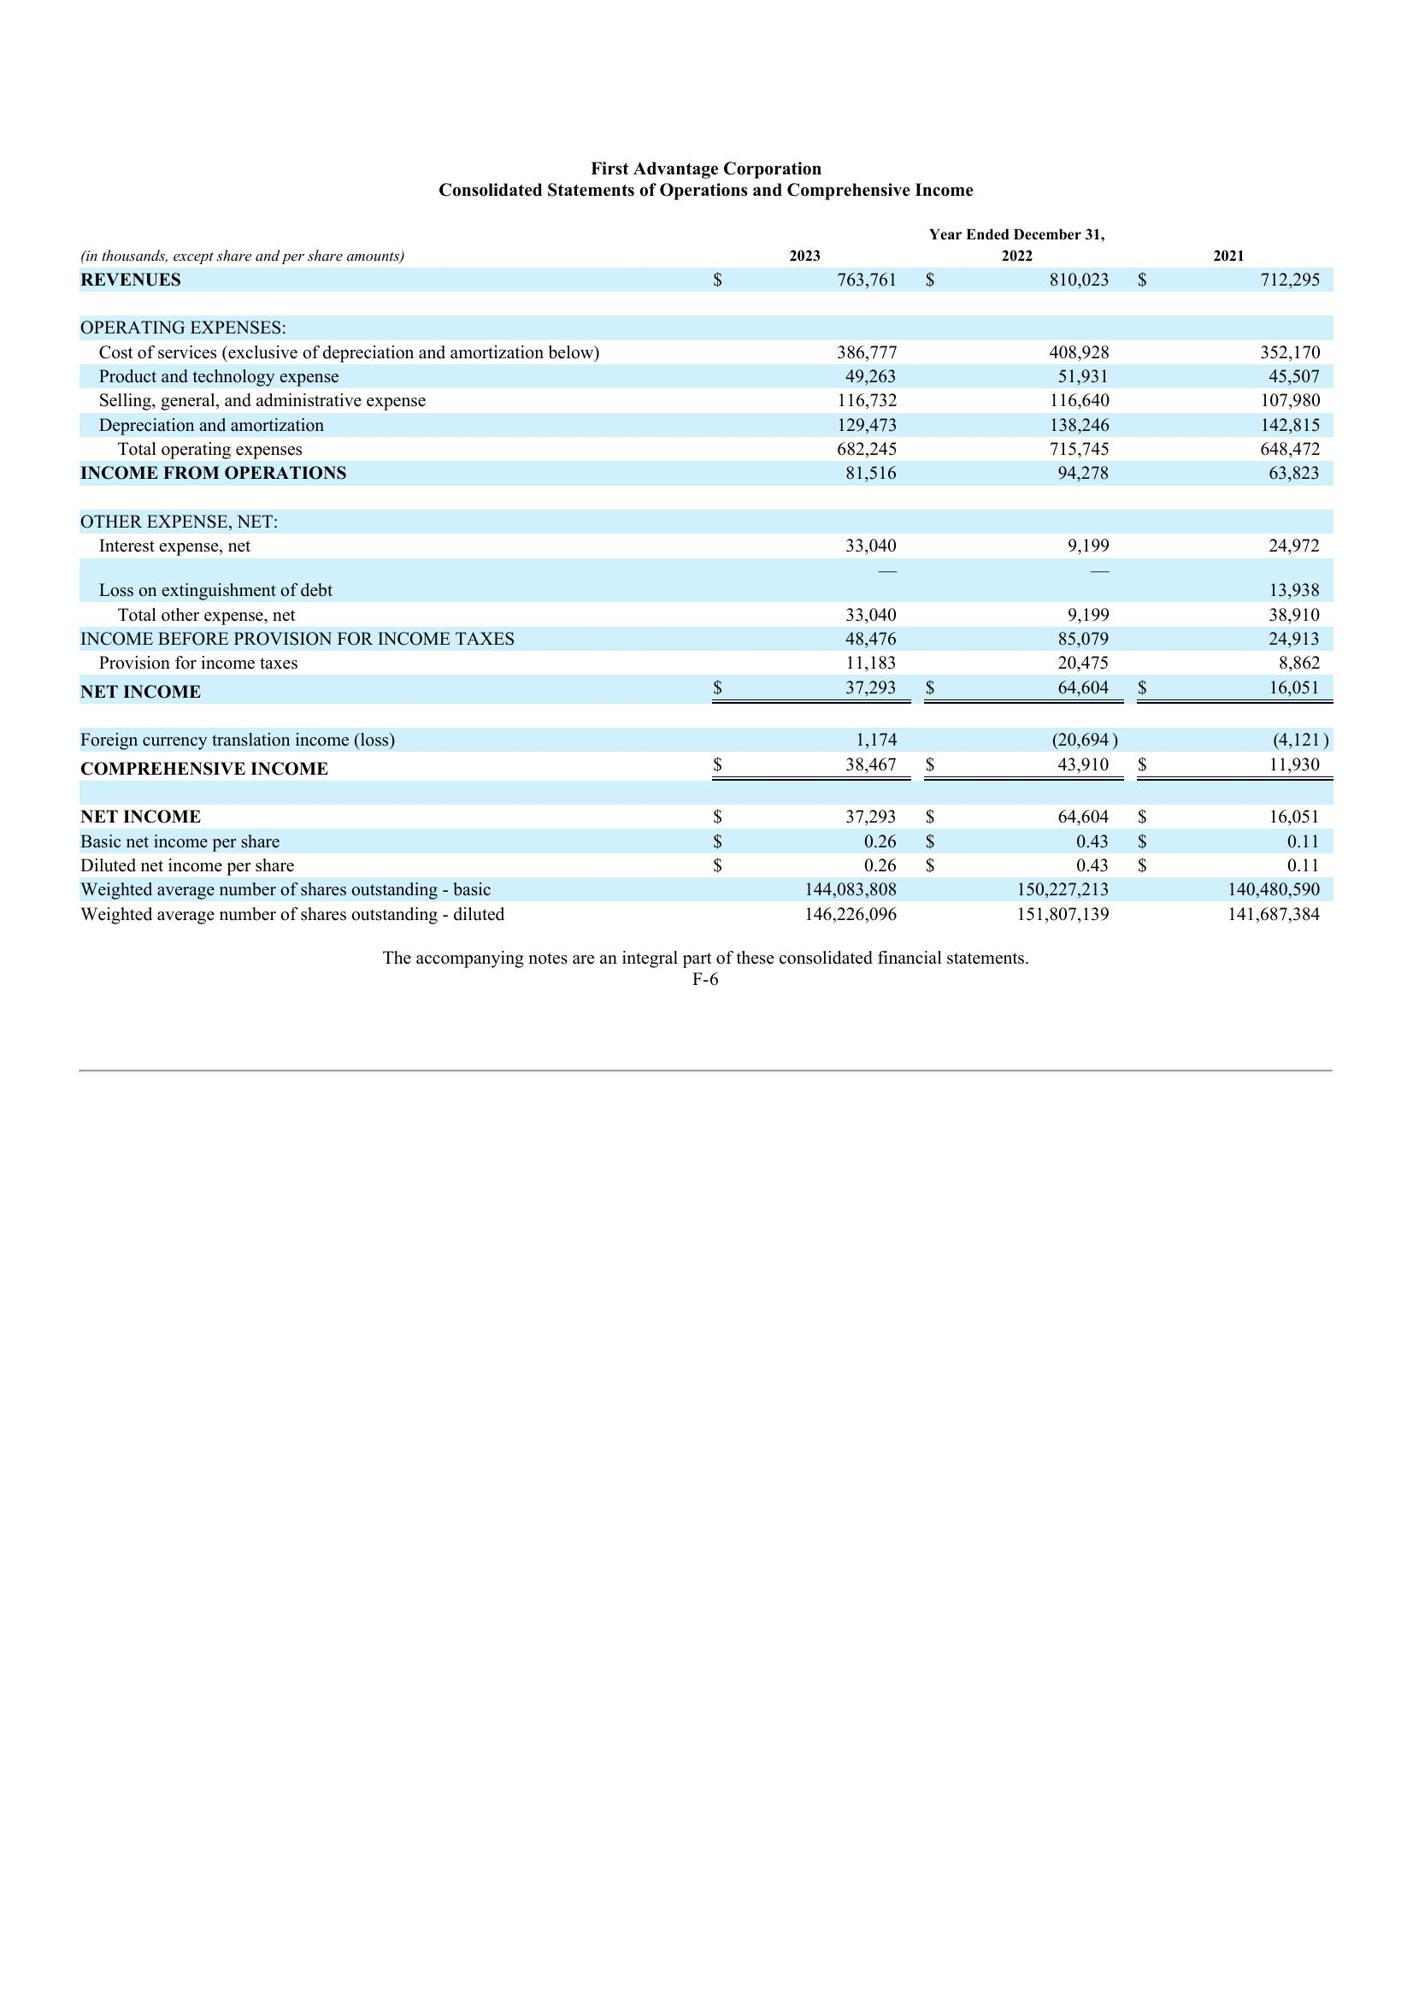 First Advantage Corporation
Consolidated Statements of Operations and Comprehensive Income
Year Ended December 31,
(in thousands, except share and per share amounts) 2023 2022 2021
REVENUES $ 763,761 $ 810,023 $ 712,295
OPERATING EXPENSES:
Cost of services (exclusive of depreciation and amortization below) 386,777 408,928 352,170
Product and technology expense 49,263 51,931 45,507
Selling, general, and administrative expense 116,732 116,640 107,980
Depreciation and amortization 129,473 138,246 142,815
Total operating expenses 682,245 715,745 648,472
INCOME FROM OPERATIONS 81,516 94,278 63,823
OTHER EXPENSE, NET:
Interest expense, net 33,040 9,199 24,972
Loss on extinguishment of debt — — 13,938
Total other expense, net 33,040 9,199 38,910
INCOME BEFORE PROVISION FOR INCOME TAXES 48,476 85,079 24,913
Provision for income taxes 11,183 20,475 8,862
NET INCOME $ 37,293 $ 64,604 $ 16,051
Foreign currency translation income (loss) 1,174 (20,694 ) (4,121 )
COMPREHENSIVE INCOME $ 38,467 $ 43,910 $ 11,930
NET INCOME $ 37,293 $ 64,604 $ 16,051
Basic net income per share $ 0.26 $ 0.43 $ 0.11
Diluted net income per share $ 0.26 $ 0.43 $ 0.11
Weighted average number of shares outstanding - basic 144,083,808 150,227,213 140,480,590
Weighted average number of shares outstanding - diluted 146,226,096 151,807,139 141,687,384
The accompanying notes are an integral part of these consolidated financial statements.
F-6